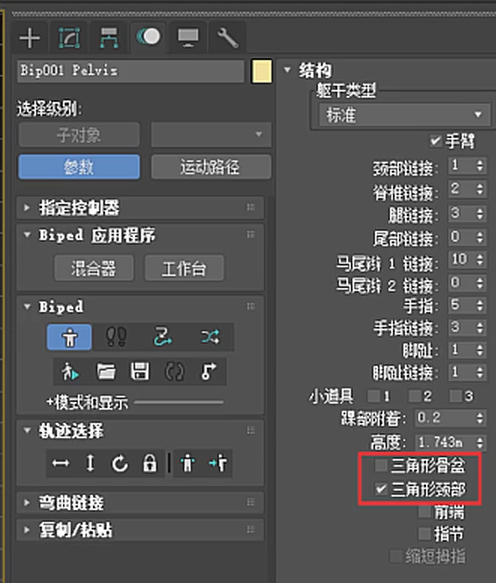 Bip001 Pelvis
选择级别:
子对象
参数
运动路径
指定控制器
Biped 应用程序
混合器
工作台
Biped
+模式和显示
轨迹选择
弯曲链接
复制/粘贴
结构
躯干类型
标准
手臂
颈部链接: 1
脊椎链接: 2
腿链接: 3
尾部链接: 0
马尾辫 1 链接: 10
马尾辫 2 链接: 0
手指: 5
手指链接: 3
脚趾: 1
脚趾链接: 1
小道具 1 2 3
踝部附着: 0.2
高度: 1.743m
三角形骨盆
三角形颈部
前端
指节
缩短拇指